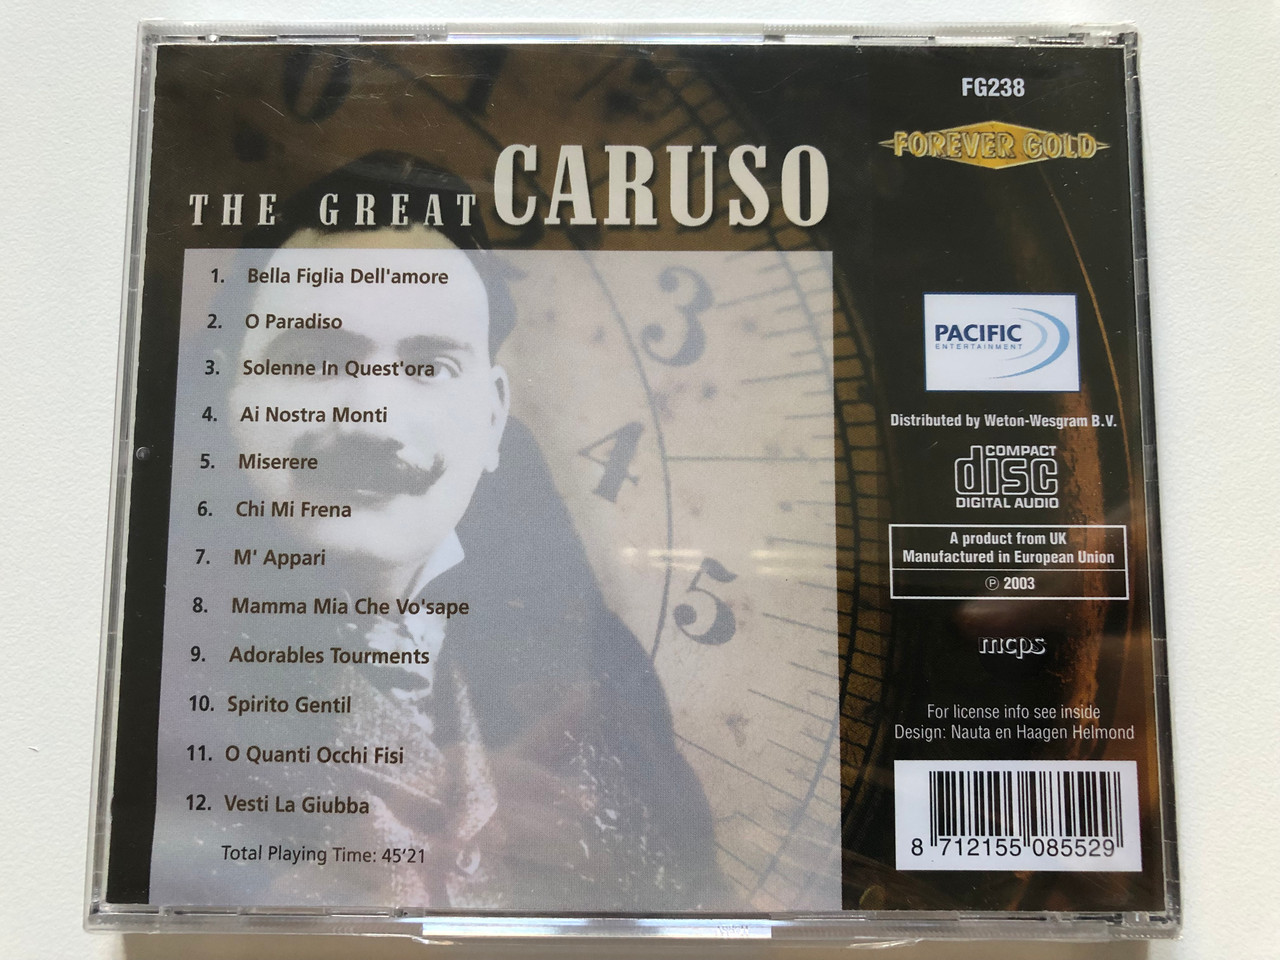 THE GREAT CARUSO
1. Bella Figlia Dell'amore
2. O Paradiso
3. Solenne In Quest'ora
4. Ai Nostra Monti
5. Miserere
6. Chi Mi Frena
7. M' Appari
8. Mamma Mia Che Vo'sape
9. Adorables Tourments
10. Spirito Gentil
11. O Quanti Occhi Fisi
12. Vesti La Giubba
Total Playing Time: 45'21
3
4
5
FG238
FOREVER GOLD
PACIFIC
ENTERTAINMENT
Distributed by Weton-Wesgram B.V.
COMPACT
disc
DIGITAL AUDIO
A product from UK
Manufactured in European Union
℗ 2003
mcps
For license info see inside
Design: Nauta en Haagen Helmond
8 712155 085529